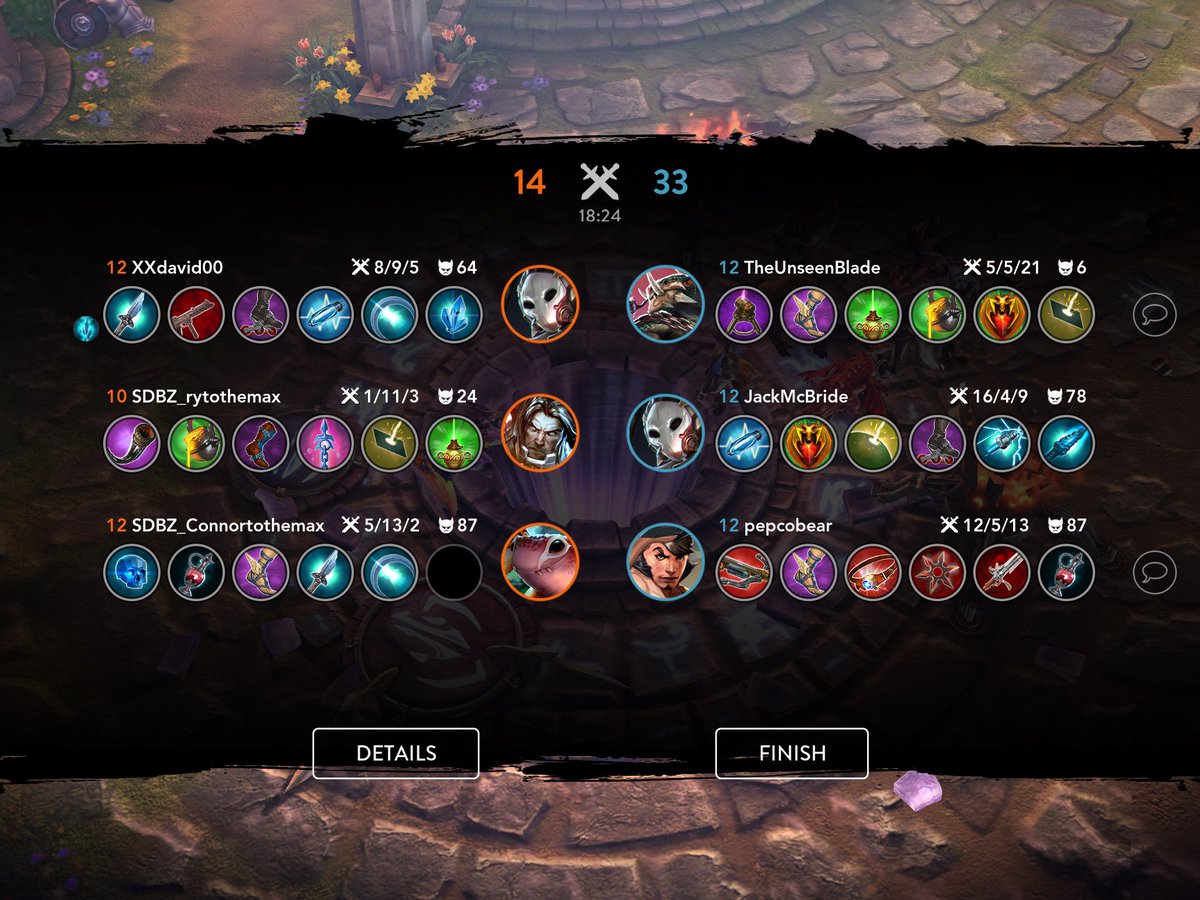 14 33
18:24
12 XXdavid00 8/9/5 64
12 TheUnseenBlade 5/5/21 6
10 SDBZ_rytothemax 1/11/3 24
12 JackMcBride 16/4/9 78
12 SDBZ_Connortothemax 5/13/2 87
12 pepcobear 12/5/13 87
DETAILS
FINISH